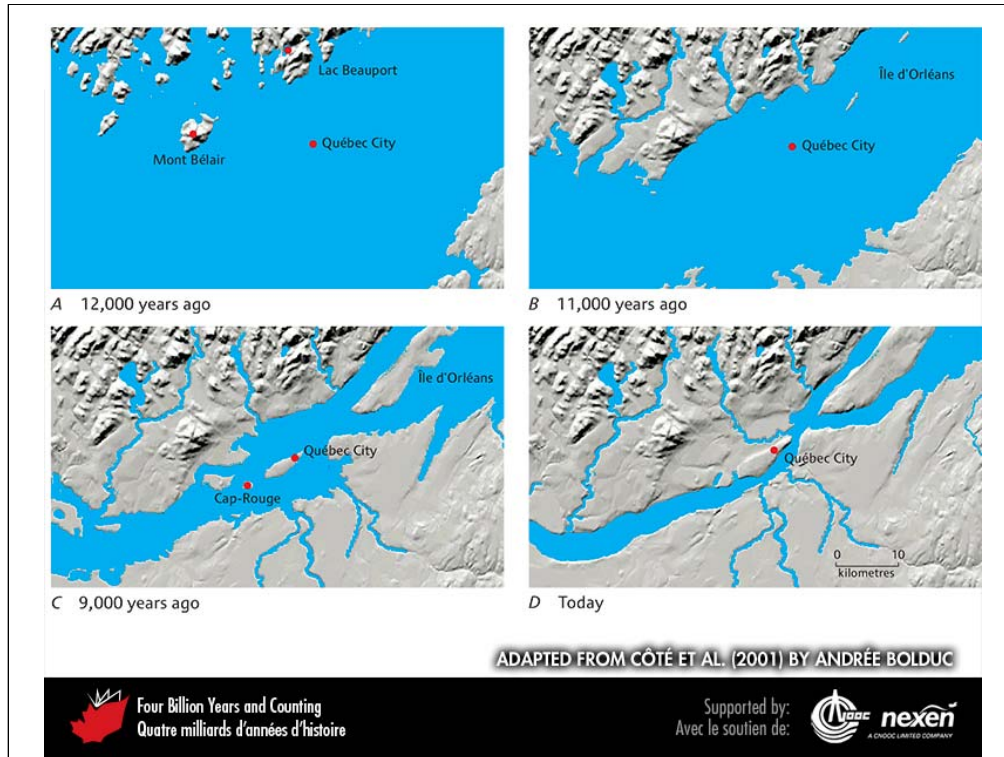 Lac Beauport
Québec City
Mont Bélair
A 12,000 years ago
Île d'Orléans
Québec City
B 11,000 years ago
Île d'Orléans
Québec City
Cap-Rouge
C 9,000 years ago
Québec City
0 10
kilometres
D Today
ADAPTED FROM CÔTÉ ET AL. (2001) BY ANDRÉE BOLDUC
Four Billion Years and Counting
Quatre milliards d'années d'histoire
Supported by:
Avec le soutien de:
CNOOC nexen
A CNOOC LIMITED COMPANY